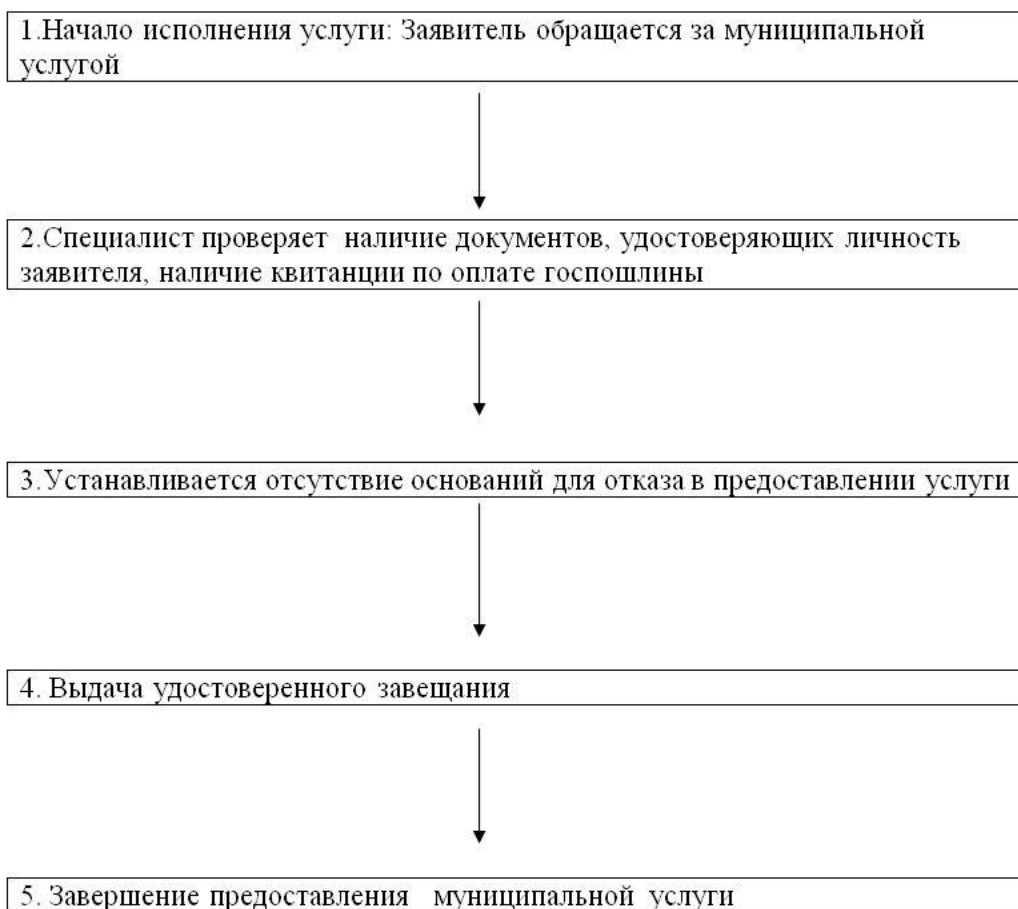 1.Начало исполнения услуги: Заявитель обращается за муниципальной
услугой
2.Специалист проверяет наличие документов, удостоверяющих личность
заявителя, наличие квитанции по оплате госпошлины
3.Устанавливается отсутствие оснований для отказа в предоставлении услуги
4. Выдача удостоверенного завещания
5. Завершение предоставления муниципальной услуги